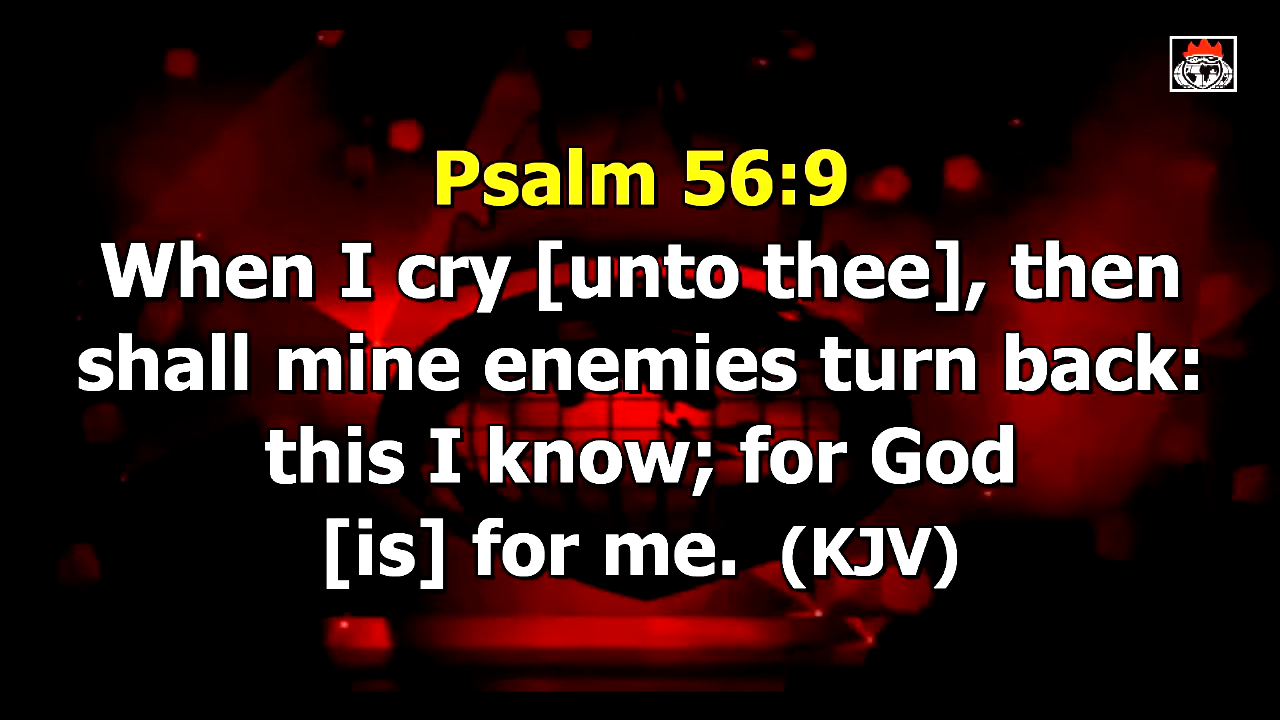 Psalm 56:9
When I cry [unto thee], then
shall mine enemies turn back:
this I know; for God
[is] for me. (KJV)